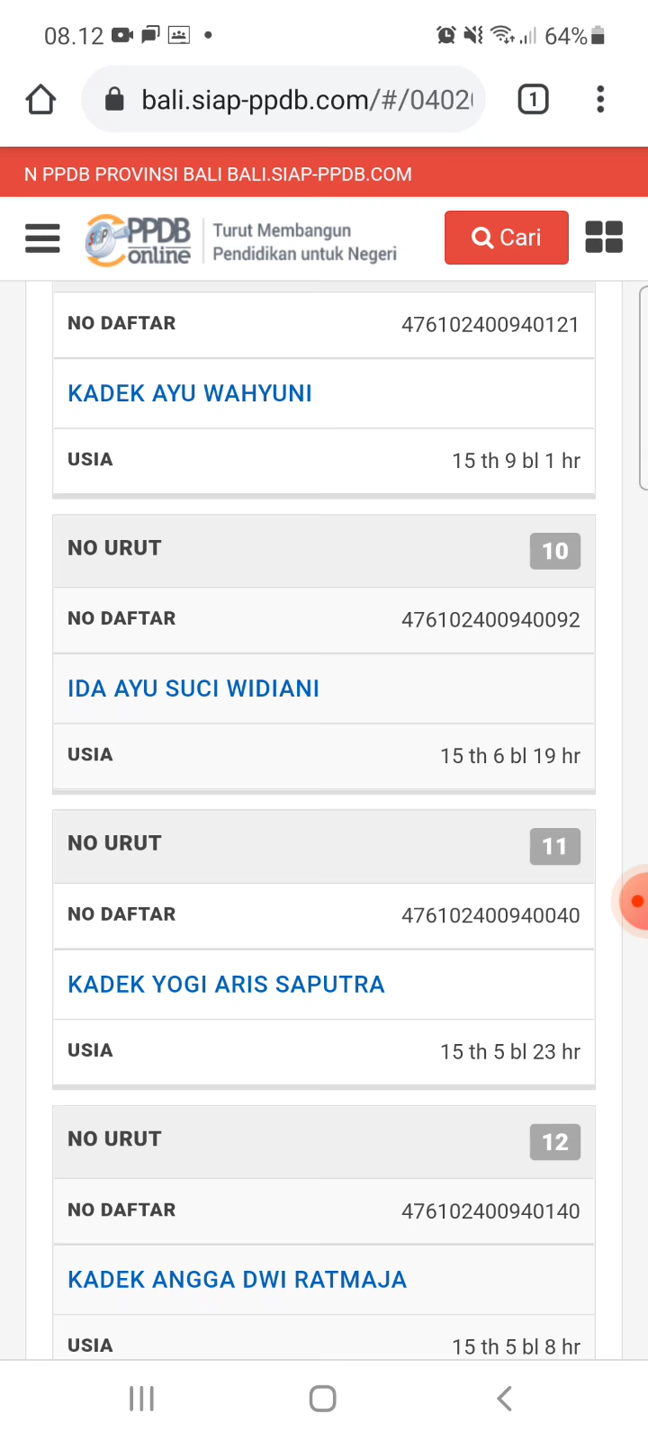 08.12 64%
bali.siap-ppdb.com/#/0402 1
N PPDB PROVINSI BALI BALI.SIAP-PPDB.COM
SIAP PPDB online Turut Membangun Pendidikan untuk Negeri Cari
NO DAFTAR 476102400940121
KADEK AYU WAHYUNI
USIA 15 th 9 bl 1 hr
NO URUT 10
NO DAFTAR 476102400940092
IDA AYU SUCI WIDIANI
USIA 15 th 6 bl 19 hr
NO URUT 11
NO DAFTAR 476102400940040
KADEK YOGI ARIS SAPUTRA
USIA 15 th 5 bl 23 hr
NO URUT 12
NO DAFTAR 476102400940140
KADEK ANGGA DWI RATMAJA
USIA 15 th 5 bl 8 hr